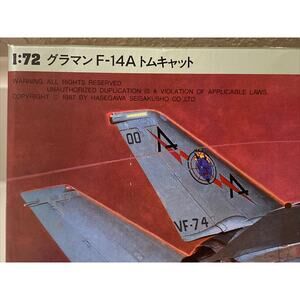 1:72 グラマン F-14A トムキャット
WARNING. ALL RIGHTS RESERVED.
UNAUTHORIZED DUPLICATION IS A VIOLATION OF APPLICABLE LAWS.
COPYRIGHT © 1987 BY HASEGAWA SEISAKUSHO CO.,LTD.
00
A
A
VF-74